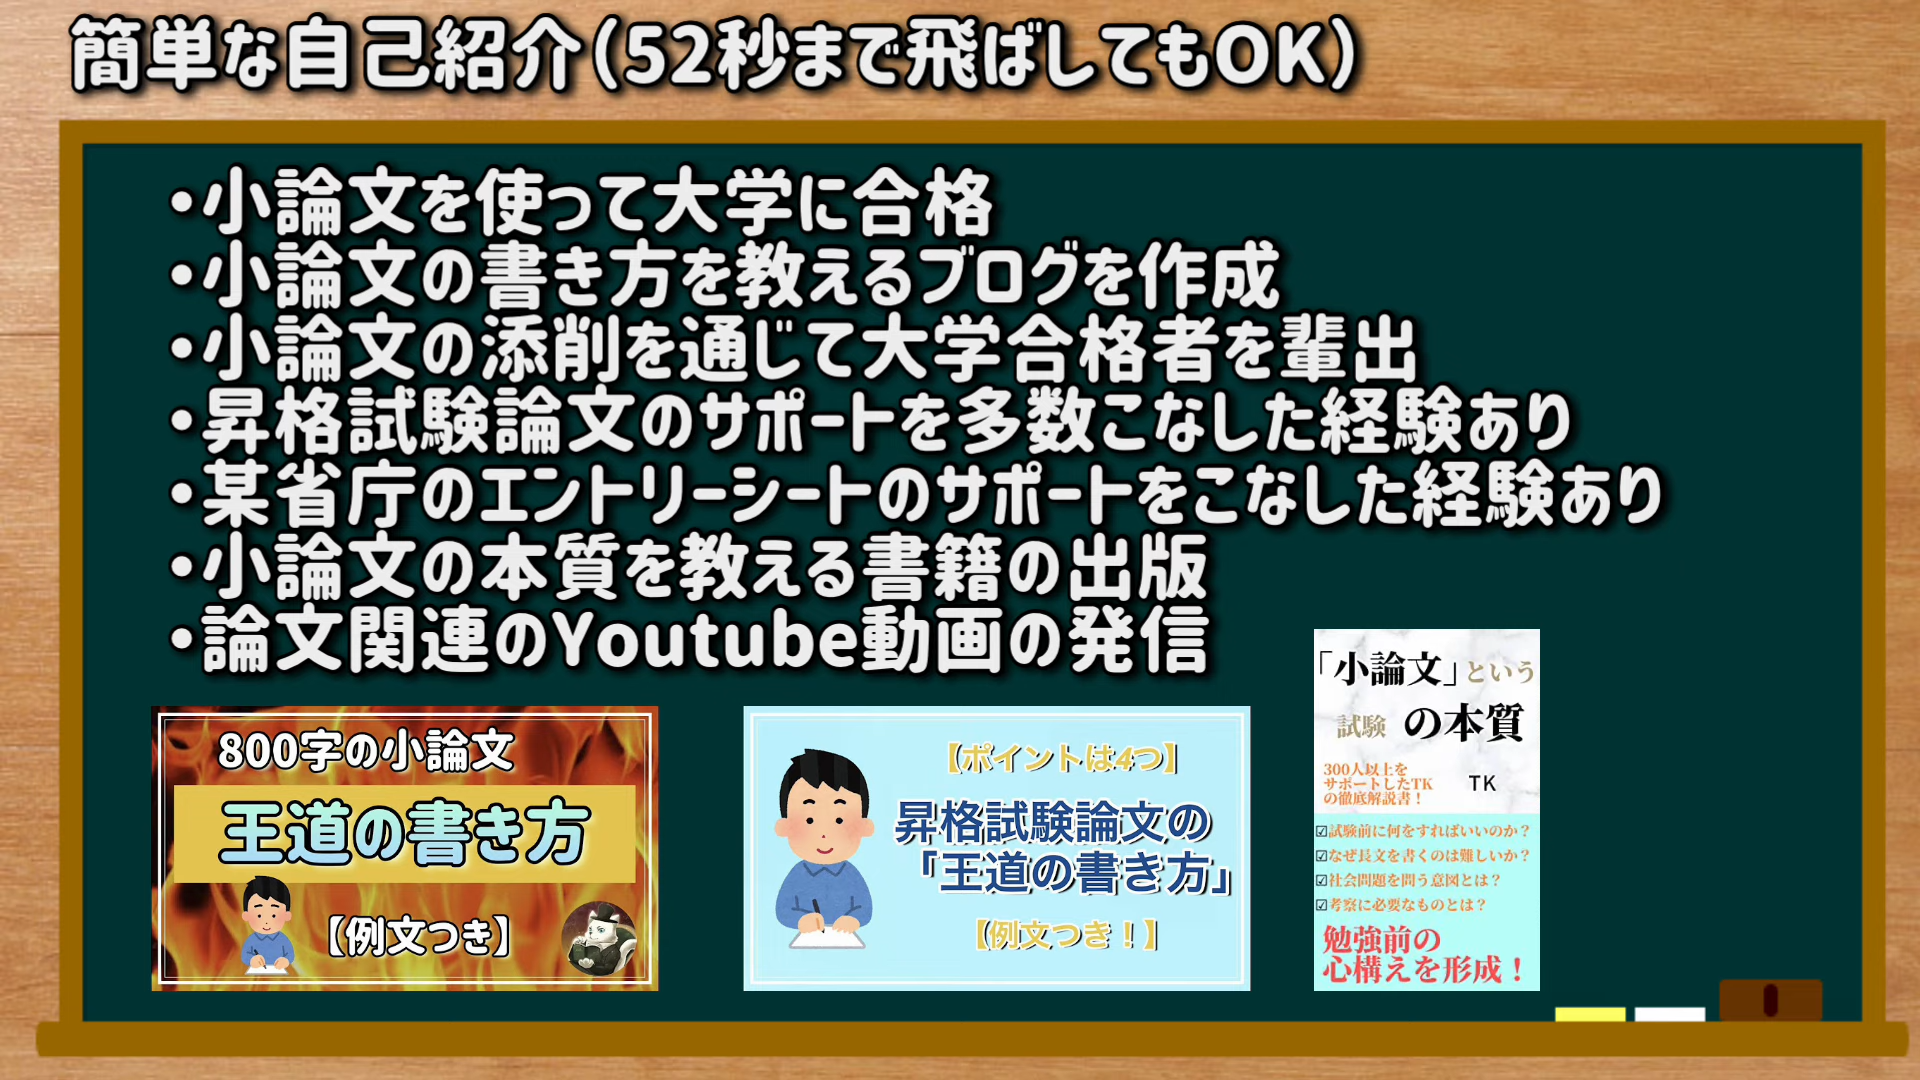 簡単な自己紹介(52秒まで飛ばしてもOK)
・小論文を使って大学に合格
・小論文の書き方を教えるブログを作成
・小論文の添削を通じて大学合格者を輩出
・昇格試験論文のサポートを多数こなした経験あり
・某省庁のエントリーシートのサポートをこなした経験あり
・小論文の本質を教える書籍の出版
・論文関連のYoutube動画の発信
800字の小論文
王道の書き方
【例文つき】
【ポイントは4つ】
昇格試験論文の
「王道の書き方」
【例文つき！】
「小論文」という
試験 の本質
300人以上を
サポートしたTK
の徹底解説書！
TK
☑試験前に何をすればいいのか？
☑なぜ長文を書くのは難しいか？
☑社会問題を問う意図とは？
☑考察に必要なものとは？
勉強前の
心構えを形成！